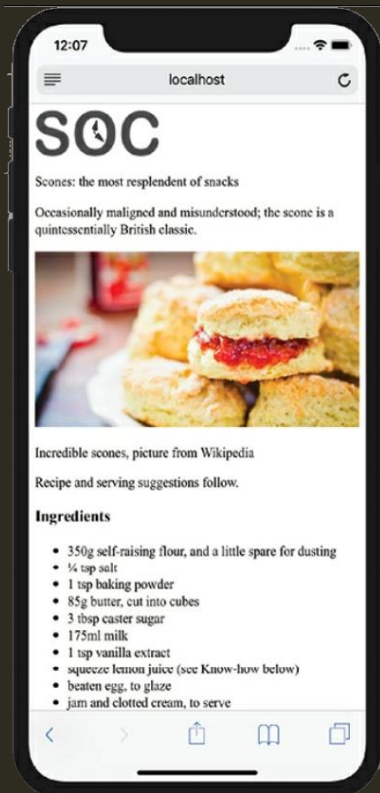 12:07
localhost
SOC
Scones: the most resplendent of snacks
Occasionally maligned and misunderstood; the scone is a
quintessentially British classic.
Incredible scones, picture from Wikipedia
Recipe and serving suggestions follow.
Ingredients
350g self-raising flour, and a little spare for dusting
¼ tsp salt
1 tsp baking powder
85g butter, cut into cubes
3 tbsp caster sugar
175ml milk
1 tsp vanilla extract
squeeze lemon juice (see Know-how below)
beaten egg, to glaze
jam and clotted cream, to serve